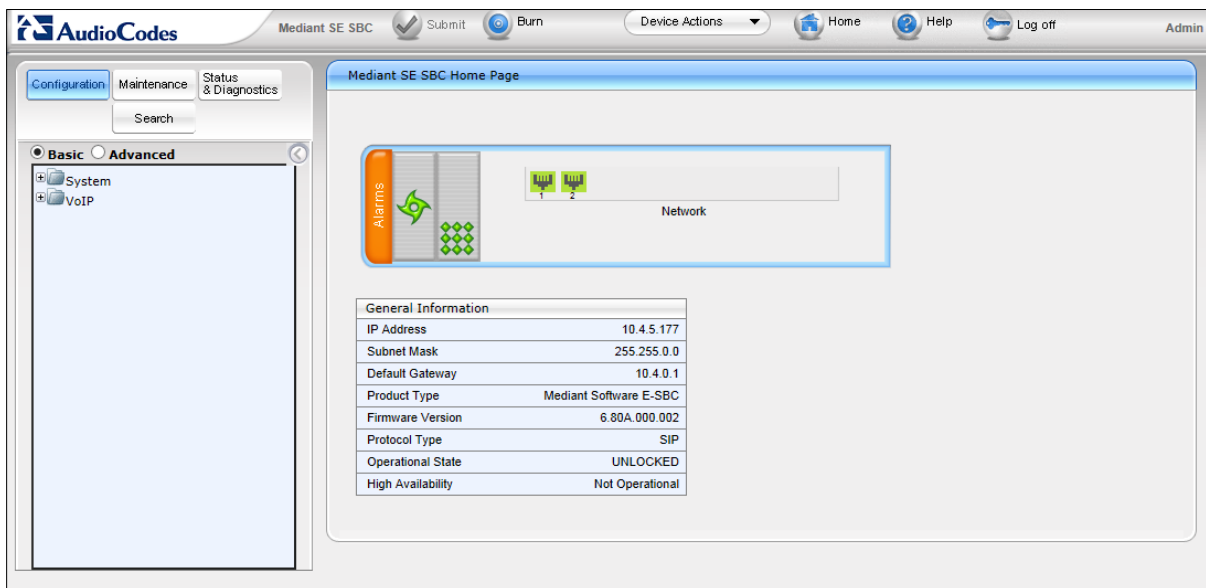 AudioCodes
Mediant SE SBC Submit Burn Device Actions Home Help Log off Admin
Configuration Maintenance Status & Diagnostics
Search
Basic Advanced
System
VoIP
Mediant SE SBC Home Page
Alarms
1 2
Network
General Information
IP Address 10.4.5.177
Subnet Mask 255.255.0.0
Default Gateway 10.4.0.1
Product Type Mediant Software E-SBC
Firmware Version 6.80A.000.002
Protocol Type SIP
Operational State UNLOCKED
High Availability Not Operational